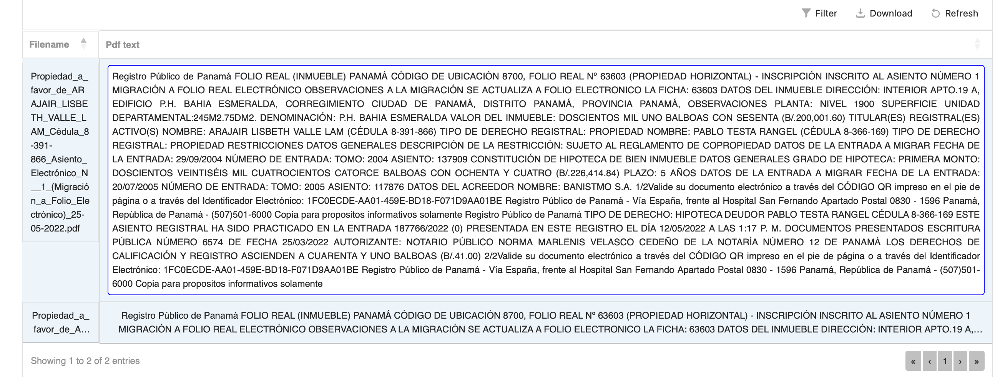 Filter Download Refresh
Filename Pdf text
Propiedad_a_
favor_de_AR
AJAIR_LISBE
TH_VALLE_L
AM_Cédula_8
-391-
866_Asiento_
Electrónico_N
__1_(Migració
n_a_Folio_Ele
ctrónico)_25-
05-2022.pdf
Registro Público de Panamá FOLIO REAL (INMUEBLE) PANAMÁ CÓDIGO DE UBICACIÓN 8700, FOLIO REAL Nº 63603 (PROPIEDAD HORIZONTAL) - INSCRIPCIÓN INSCRITO AL ASIENTO NÚMERO 1
MIGRACIÓN A FOLIO REAL ELECTRÓNICO OBSERVACIONES A LA MIGRACIÓN SE ACTUALIZA A FOLIO ELECTRONICO LA FICHA: 63603 DATOS DEL INMUEBLE DIRECCIÓN: INTERIOR APTO.19 A,
EDIFICIO P.H. BAHIA ESMERALDA, CORREGIMIENTO CIUDAD DE PANAMÁ, DISTRITO PANAMÁ, PROVINCIA PANAMÁ, OBSERVACIONES PLANTA: NIVEL 1900 SUPERFICIE UNIDAD
DEPARTAMENTAL:245M2.75DM2. DENOMINACIÓN: P.H. BAHIA ESMERALDA VALOR DEL INMUEBLE: DOSCIENTOS MIL UNO BALBOAS CON SESENTA (B/.200,001.60) TITULAR(ES) REGISTRAL(ES)
ACTIVO(S) NOMBRE: ARAJAIR LISBETH VALLE LAM (CÉDULA 8-391-866) TIPO DE DERECHO REGISTRAL: PROPIEDAD NOMBRE: PABLO TESTA RANGEL (CÉDULA 8-366-169) TIPO DE DERECHO
REGISTRAL: PROPIEDAD RESTRICCIONES DATOS GENERALES DESCRIPCIÓN DE LA RESTRICCIÓN: SUJETO AL REGLAMENTO DE COPROPIEDAD DATOS DE LA ENTRADA A MIGRAR FECHA DE
LA ENTRADA: 29/09/2004 NÚMERO DE ENTRADA: TOMO: 2004 ASIENTO: 137909 CONSTITUCIÓN DE HIPOTECA DE BIEN INMUEBLE DATOS GENERALES GRADO DE HIPOTECA: PRIMERA MONTO:
DOSCIENTOS VEINTISÉIS MIL CUATROCIENTOS CATORCE BALBOAS CON OCHENTA Y CUATRO (B/.226,414.84) PLAZO: 5 AÑOS DATOS DE LA ENTRADA A MIGRAR FECHA DE LA ENTRADA:
20/07/2005 NÚMERO DE ENTRADA: TOMO: 2005 ASIENTO: 117876 DATOS DEL ACREEDOR NOMBRE: BANISTMO S.A. 1/2Valide su documento electrónico a través del CÓDIGO QR impreso en el pie de
página o a través del Identificador Electrónico: 1FC0ECDE-AA01-459E-BD18-F071D9AA01BE Registro Público de Panamá - Vía España, frente al Hospital San Fernando Apartado Postal 0830 - 1596 Panamá,
República de Panamá - (507)501-6000 Copia para propositos informativos solamente Registro Público de Panamá TIPO DE DERECHO: HIPOTECA DEUDOR PABLO TESTA RANGEL CÉDULA 8-366-169 ESTE
ASIENTO REGISTRAL HA SIDO PRACTICADO EN LA ENTRADA 187766/2022 (0) PRESENTADA EN ESTE REGISTRO EL DÍA 12/05/2022 A LAS 1:17 P. M. DOCUMENTOS PRESENTADOS ESCRITURA
PÚBLICA NÚMERO 6574 DE FECHA 25/03/2022 AUTORIZANTE: NOTARIO PÚBLICO NORMA MARLENIS VELASCO CEDEÑO DE LA NOTARÍA NÚMERO 12 DE PANAMÁ LOS DERECHOS DE
CALIFICACIÓN Y REGISTRO ASCIENDEN A CUARENTA Y UNO BALBOAS (B/.41.00) 2/2Valide su documento electrónico a través del CÓDIGO QR impreso en el pie de página o a través del Identificador
Electrónico: 1FC0ECDE-AA01-459E-BD18-F071D9AA01BE Registro Público de Panamá - Vía España, frente al Hospital San Fernando Apartado Postal 0830 - 1596 Panamá, República de Panamá - (507)501-
6000 Copia para propositos informativos solamente
Propiedad_a_
favor_de_A...
Registro Público de Panamá FOLIO REAL (INMUEBLE) PANAMÁ CÓDIGO DE UBICACIÓN 8700, FOLIO REAL Nº 63603 (PROPIEDAD HORIZONTAL) - INSCRIPCIÓN INSCRITO AL ASIENTO NÚMERO 1
MIGRACIÓN A FOLIO REAL ELECTRÓNICO OBSERVACIONES A LA MIGRACIÓN SE ACTUALIZA A FOLIO ELECTRONICO LA FICHA: 63603 DATOS DEL INMUEBLE DIRECCIÓN: INTERIOR APTO.19 A,...
Showing 1 to 2 of 2 entries « ‹ 1 › »